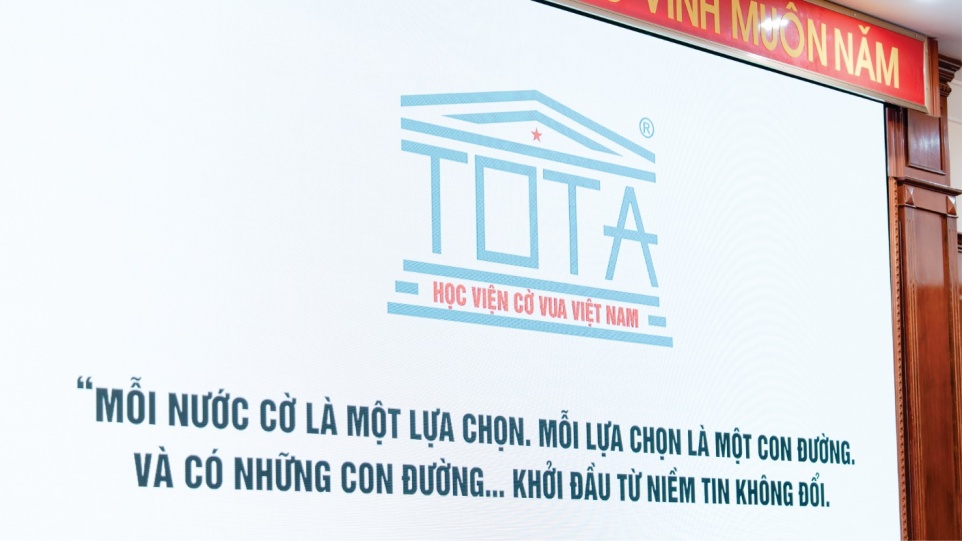 VINH MUÔN NĂM
®
TOTA
HỌC VIỆN CỜ VUA VIỆT NAM
“MỖI NƯỚC CỜ LÀ MỘT LỰA CHỌN. MỖI LỰA CHỌN LÀ MỘT CON ĐƯỜNG.
VÀ CÓ NHỮNG CON ĐƯỜNG... KHỞI ĐẦU TỪ NIỀM TIN KHÔNG ĐỔI.